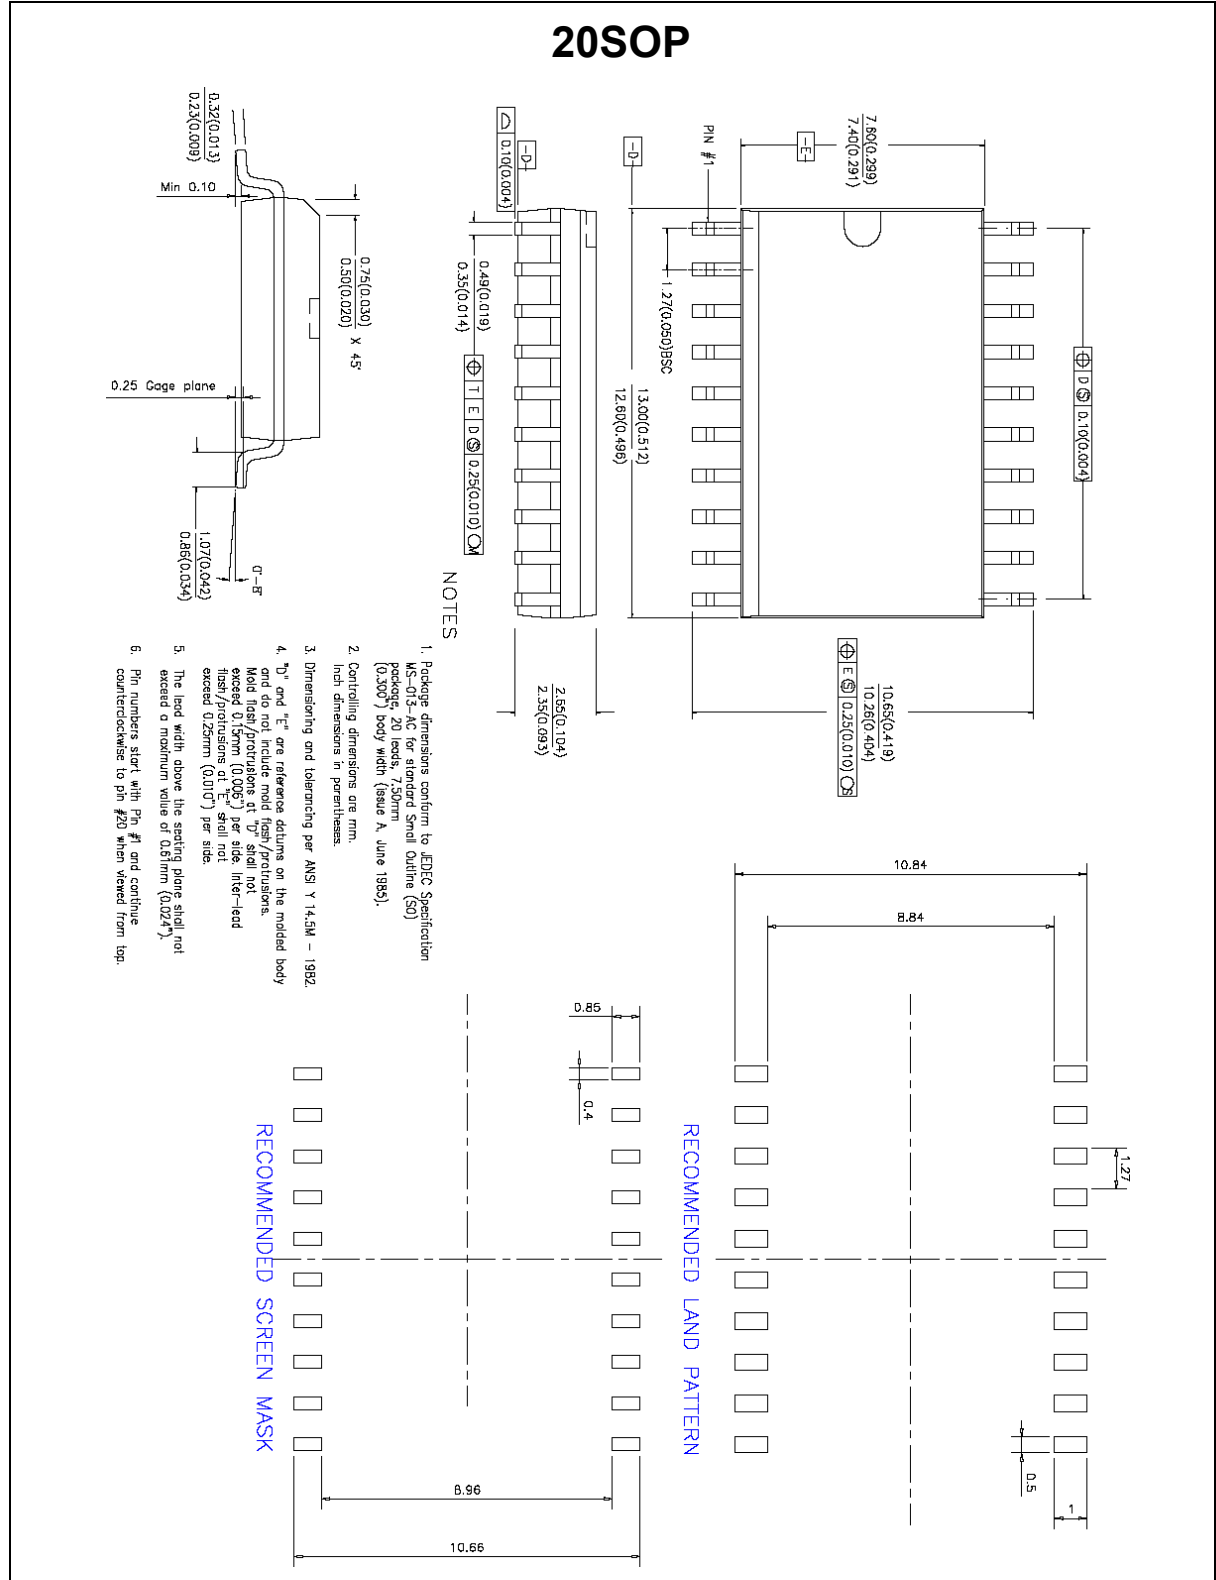 20SOP
0.32(0.013)
0.23(0.009)
Min 0.10
0.75(0.030)
0.50(0.020)
X 45°
0.25 Gage plane
1.07(0.042)
0.86(0.034)
0°-8°
0.10(0.004)
-D-
0.49(0.019)
0.35(0.014)
T E D Ⓢ 0.25(0.010) Ⓜ
2.65(0.104)
2.35(0.093)
-D-
13.00(0.512)
12.60(0.496)
PIN #1
1.27(0.050)BSC
-E-
7.60(0.299)
7.40(0.291)
D Ⓢ 0.10(0.004)
10.65(0.419)
10.26(0.404)
E Ⓢ 0.25(0.010) Ⓢ
NOTES
1. Package dimensions conform to JEDEC Specification
MS-013-AC for standard Small Outline (SO)
package, 20 leads, 7.50mm
(0.300") body width (issue A, June 1985).
2. Controlling dimensions are mm.
Inch dimensions in parentheses.
3. Dimensioning and tolerancing per ANSI Y 14.5M - 1982.
4. "D" and "E" are reference datums on the molded body
and do not include mold flash/protrusions.
Mold flash/protrusions at "D" shall not
exceed 0.15mm (0.006") per side. Inter-lead
flash/protrusions at "E" shall not
exceed 0.25mm (0.010") per side.
5. The lead width above the seating plane shall not
exceed a maximum value of 0.61mm (0.024").
6. Pin numbers start with Pin #1 and continue
counterclockwise to pin #20 when viewed from top.
10.84
8.84
1.27
0.5
1
RECOMMENDED LAND PATTERN
0.85
0.4
8.96
10.66
RECOMMENDED SCREEN MASK